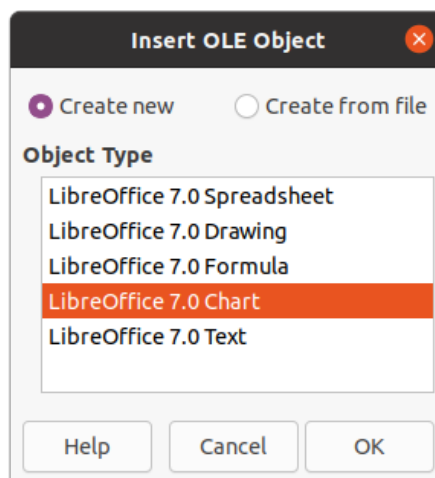 Insert OLE Object
Create new Create from file
Object Type
LibreOffice 7.0 Spreadsheet
LibreOffice 7.0 Drawing
LibreOffice 7.0 Formula
LibreOffice 7.0 Chart
LibreOffice 7.0 Text
Help Cancel OK